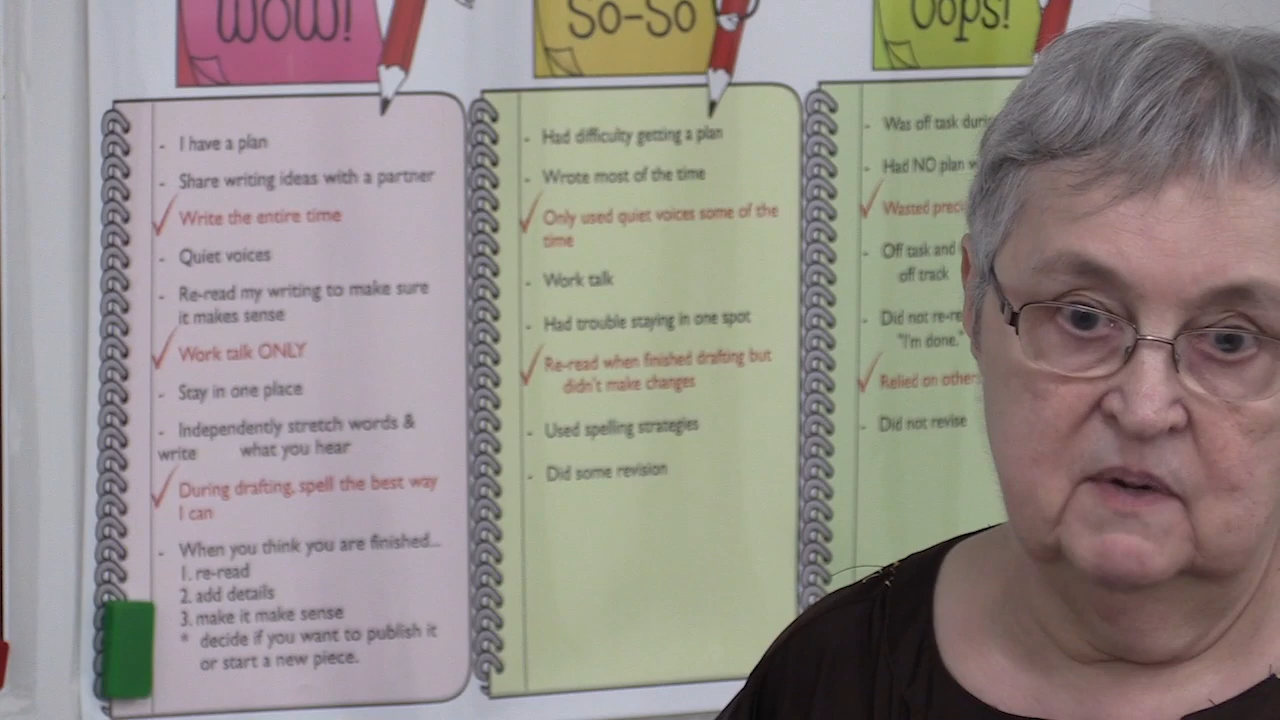 WOW!
- I have a plan
- Share writing ideas with a partner
✓ Write the entire time
- Quiet voices
- Re-read my writing to make sure
it makes sense
✓ Work talk ONLY
- Stay in one place
- Independently stretch words &
write what you hear
✓ During drafting, spell the best way
I can
- When you think you are finished...
1. re-read
2. add details
3. make it make sense
* decide if you want to publish it
or start a new piece.
So-So
- Had difficulty getting a plan
- Wrote most of the time
✓ Only used quiet voices some of the
time
- Work talk
- Had trouble staying in one spot
✓ Re-read when finished drafting but
didn't make changes
- Used spelling strategies
- Did some revision
Oops!
- Was off task
- Had NO plan
✓ Wasted
- Off task and
off track
- Did not
"I'm done."
✓ Relied on
- Did not revise